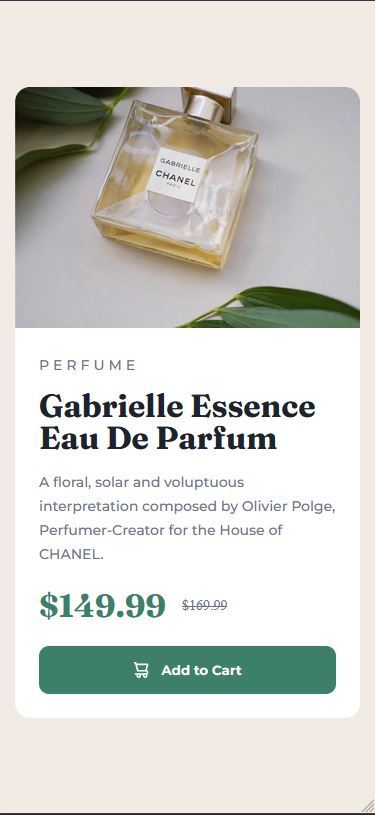 GABRIELLE
CHANEL
PARIS
PERFUME
Gabrielle Essence
Eau De Parfum
A floral, solar and voluptuous
interpretation composed by Olivier Polge,
Perfumer-Creator for the House of
CHANEL.
$149.99 $169.99
Add to Cart